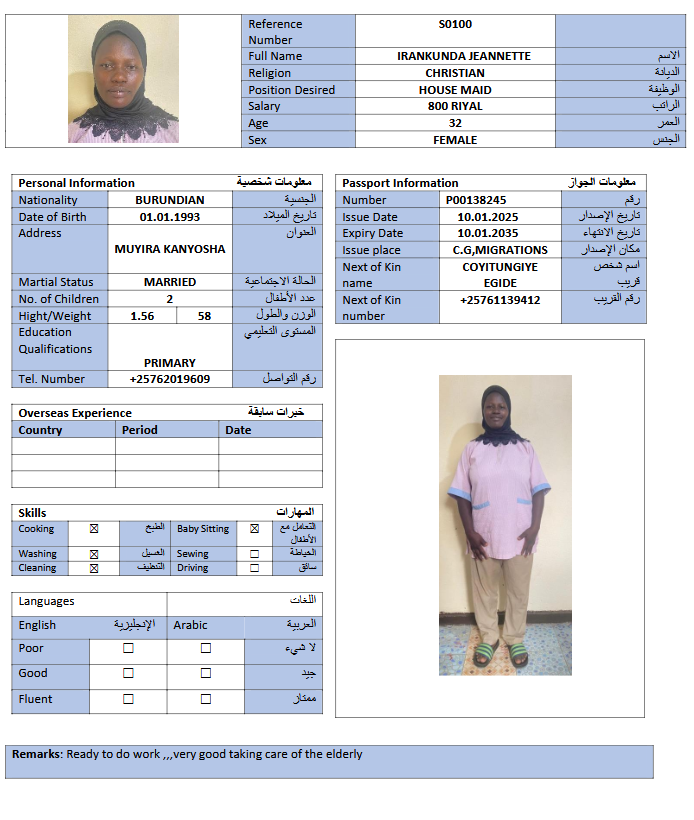 Reference Number S0100
Full Name IRANKUNDA JEANNETTE الاسم
Religion CHRISTIAN الديانة
Position Desired HOUSE MAID الوظيفة
Salary 800 RIYAL الراتب
Age 32 العمر
Sex FEMALE الجنس
Personal Information معلومات شخصية
Nationality BURUNDIAN الجنسية
Date of Birth 01.01.1993 تاريخ الميلاد
Address MUYIRA KANYOSHA العنوان
Martial Status MARRIED الحالة الاجتماعية
No. of Children 2 عدد الأطفال
Hight/Weight 1.56 58 الوزن والطول
Education Qualifications PRIMARY المستوى التعليمي
Tel. Number +25762019609 رقم التواصل
Passport Information معلومات الجواز
Number P00138245 رقم
Issue Date 10.01.2025 تاريخ الإصدار
Expiry Date 10.01.2035 تاريخ الانتهاء
Issue place C.G,MIGRATIONS مكان الإصدار
Next of Kin name COYITUNGIYE EGIDE اسم شخص قريب
Next of Kin number +25761139412 رقم القريب
Overseas Experience خبرات سابقة
Country Period Date
Skills المهارات
Cooking ☒ الطبخ Baby Sitting ☒ التعامل مع الأطفال
Washing ☒ الغسيل Sewing ☐ الخياطة
Cleaning ☒ التنظيف Driving ☐ سائق
Languages اللغات
English الإنجليزية Arabic العربية
Poor ☐ ☐ لا شيء
Good ☐ ☐ جيد
Fluent ☐ ☐ ممتاز
Remarks: Ready to do work ,,,very good taking care of the elderly